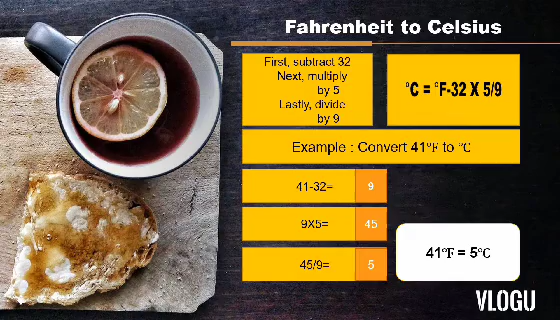 Fahrenheit to Celsius
First, subtract 32
Next, multiply
by 5
Lastly, divide
by 9
°C = °F-32 X 5/9
Example : Convert 41°F to °C
41-32= 9
9X5= 45
45/9= 5
41°F = 5°C
VLOGU